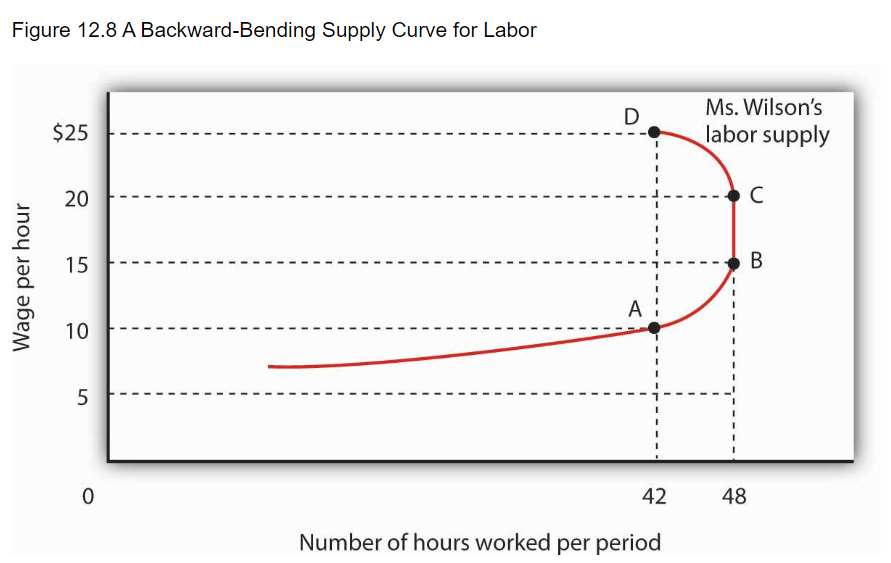 Figure 12.8 A Backward-Bending Supply Curve for Labor
Ms. Wilson's
labor supply
D
$25
20
C
15
B
A
10
5
Wage per hour
0
42
48
Number of hours worked per period